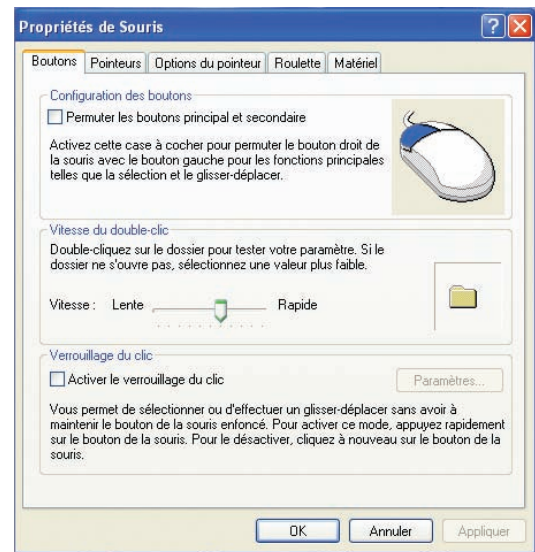 Propriétés de Souris
Boutons Pointeurs Options du pointeur Roulette Matériel
Configuration des boutons
Permuter les boutons principal et secondaire
Activez cette case à cocher pour permuter le bouton droit de
la souris avec le bouton gauche pour les fonctions principales
telles que la sélection et le glisser-déplacer.
Vitesse du double-clic
Double-cliquez sur le dossier pour tester votre paramètre. Si le
dossier ne s'ouvre pas, sélectionnez une valeur plus faible.
Vitesse : Lente Rapide
Verrouillage du clic
Activer le verrouillage du clic
Paramètres...
Vous permet de sélectionner ou d'effectuer un glisser-déplacer sans avoir à
maintenir le bouton de la souris enfoncé. Pour activer ce mode, appuyez rapidement
sur le bouton de la souris. Pour le désactiver, cliquez à nouveau sur le bouton de la
souris.
OK Annuler Appliquer